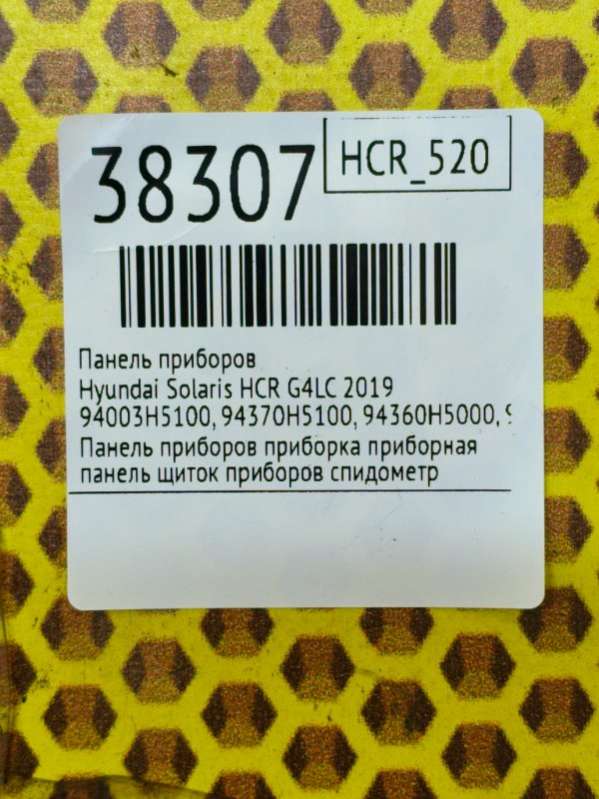 38307
HCR_520
Панель приборов
Hyundai Solaris HCR G4LC 2019
94003H5100, 94370H5100, 94360H5000,
Панель приборов приборка приборная
панель щиток приборов спидометр